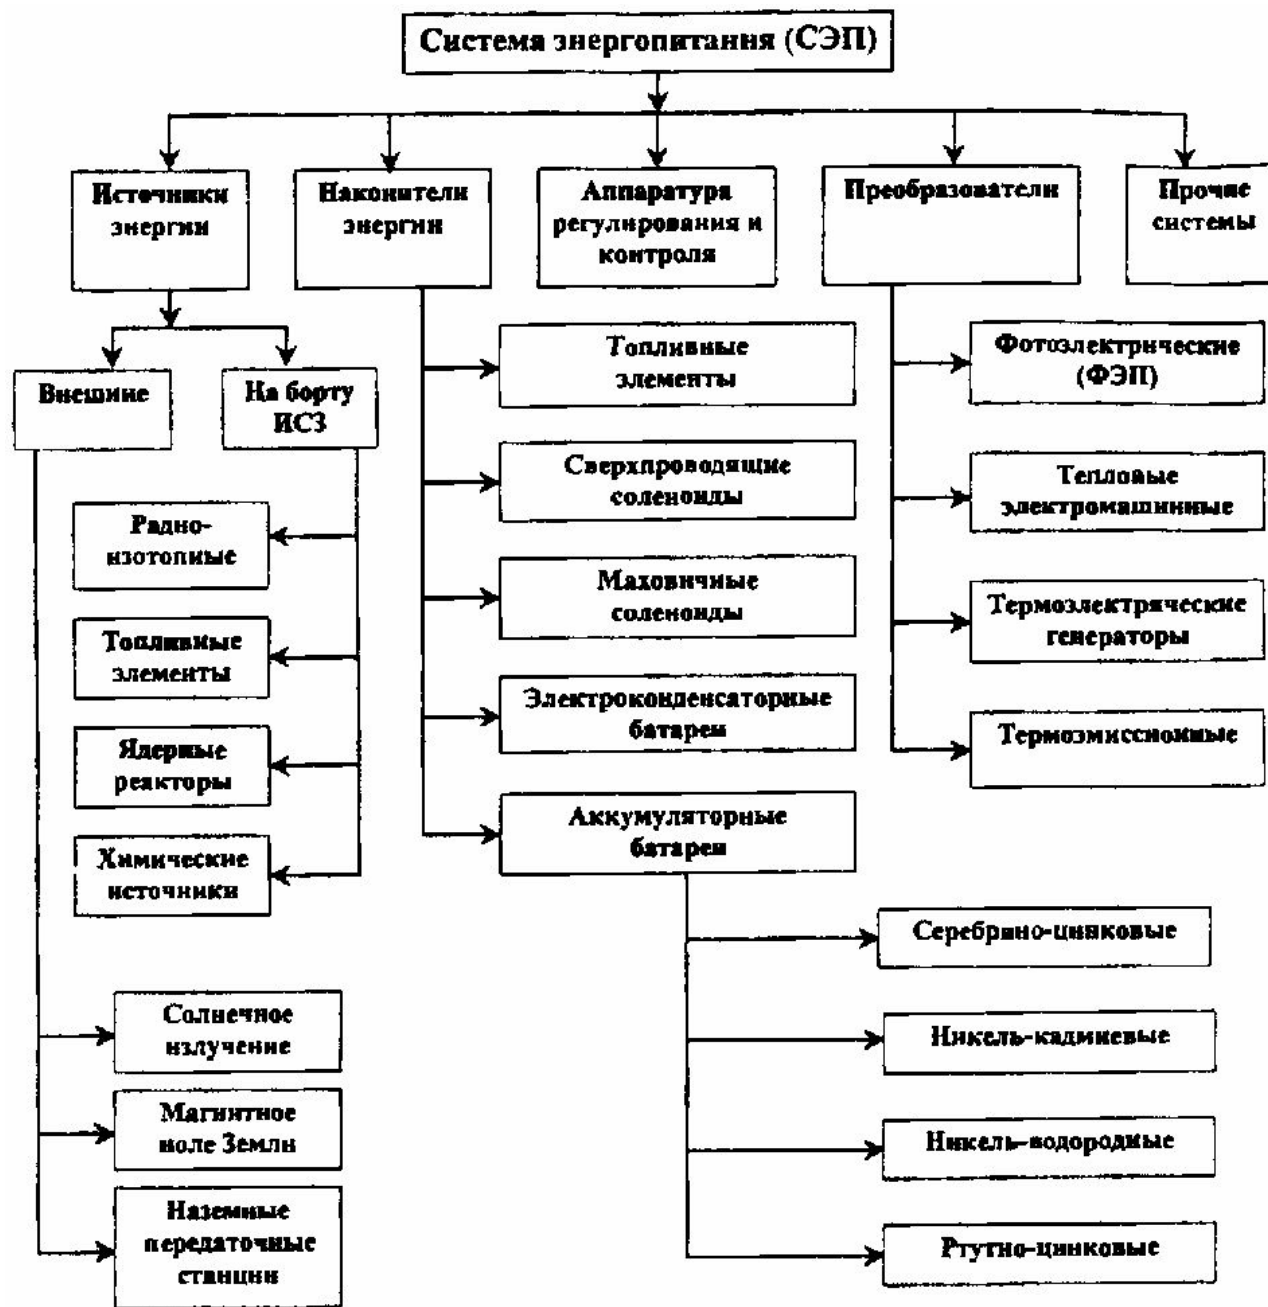 Система энергопитания (СЭП)
Источники
энергии
Накопители
энергии
Аппаратура
регулирования и
контроля
Преобразователи
Прочие
системы
Внешние
На борту
ИСЗ
Радио-
изотопные
Топливные
элементы
Ядерные
реакторы
Химические
источники
Солнечное
излучение
Магнитное
поле Земли
Наземные
передаточные
станции
Топливные
элементы
Сверхпроводящие
соленоиды
Маховичные
соленоиды
Электроконденсаторные
батареи
Аккумуляторные
батареи
Серебряно-цинковые
Никель-кадмиевые
Никель-водородные
Ртутно-цинковые
Фотоэлектрические
(ФЭП)
Тепловые
электромашинные
Термоэлектрические
генераторы
Термоэмиссионные